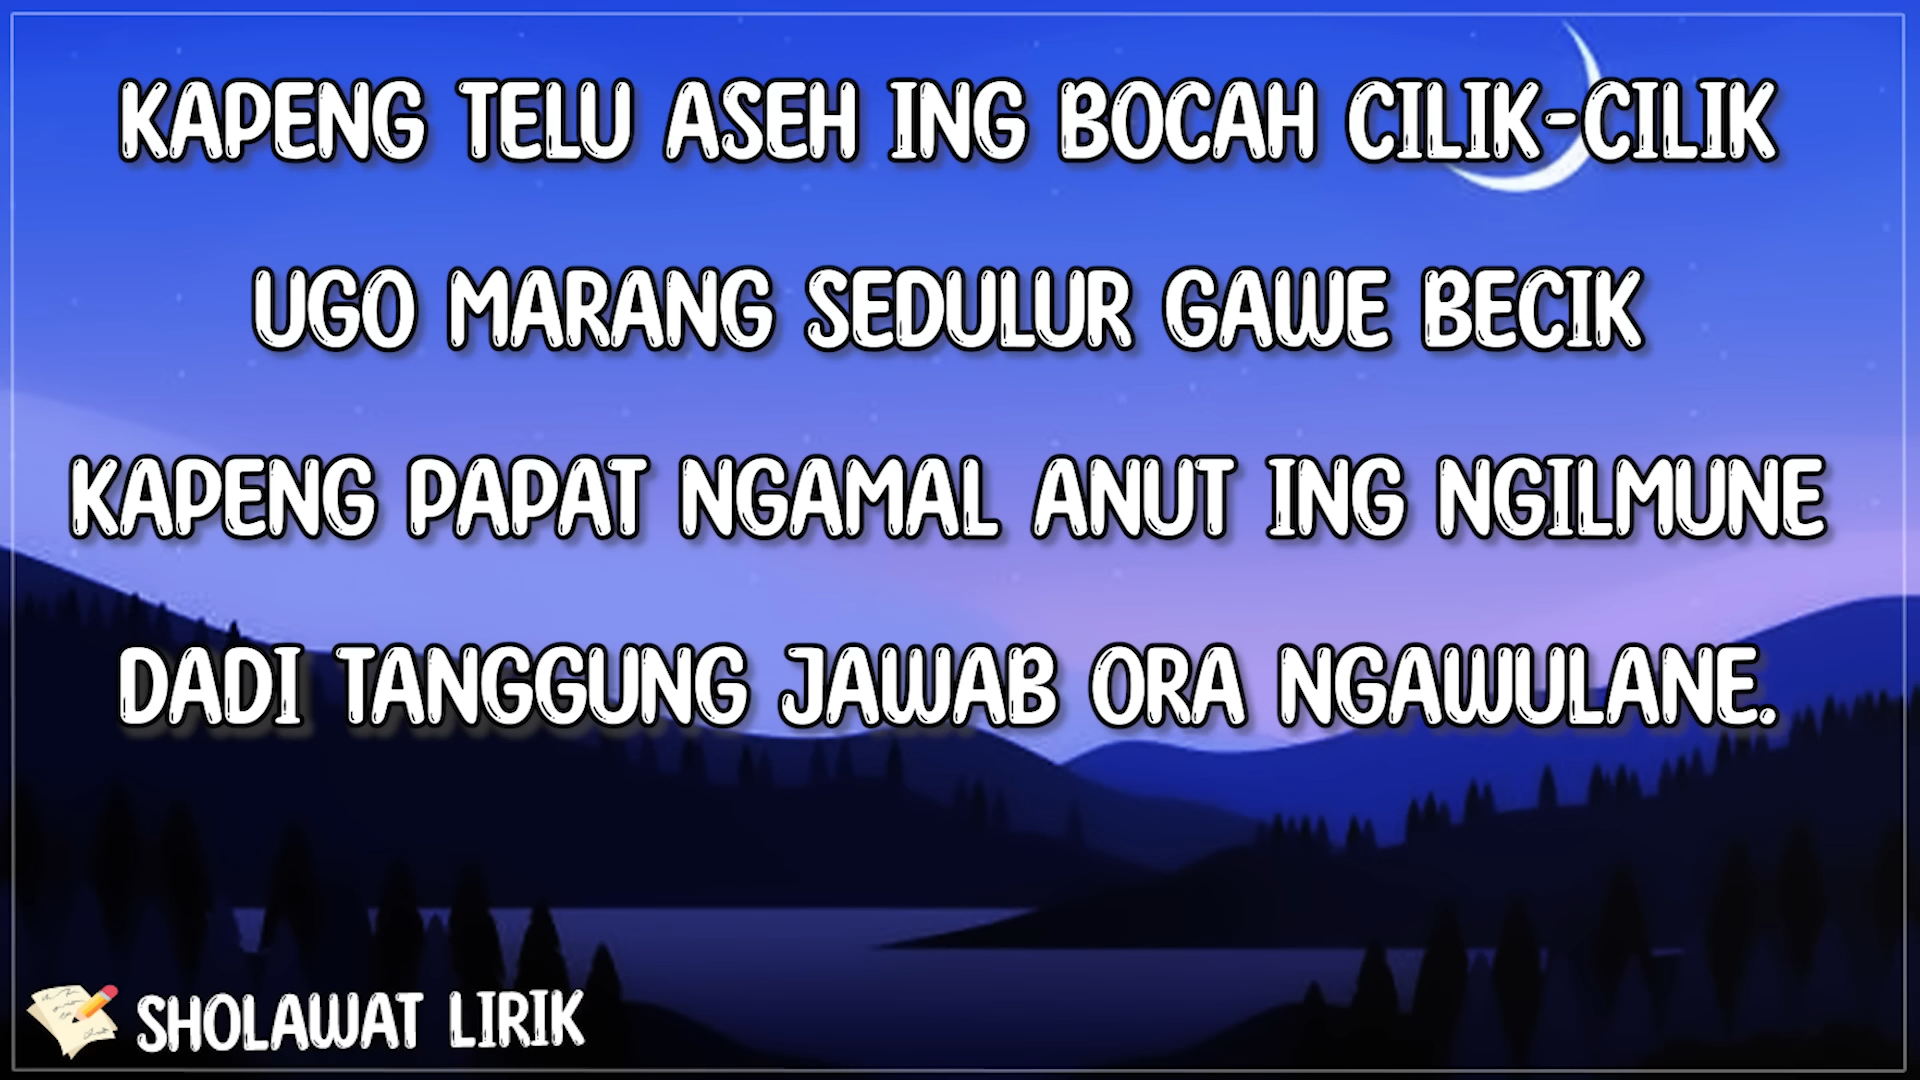 KAPENG TELU ASEH ING BOCAH CILIK-CILIK
UGO MARANG SEDULUR GAWE BECIK
KAPENG PAPAT NGAMAL ANUT ING NGILMUNE
DADI TANGGUNG JAWAB ORA NGAWULANE.
SHOLAWAT LIRIK